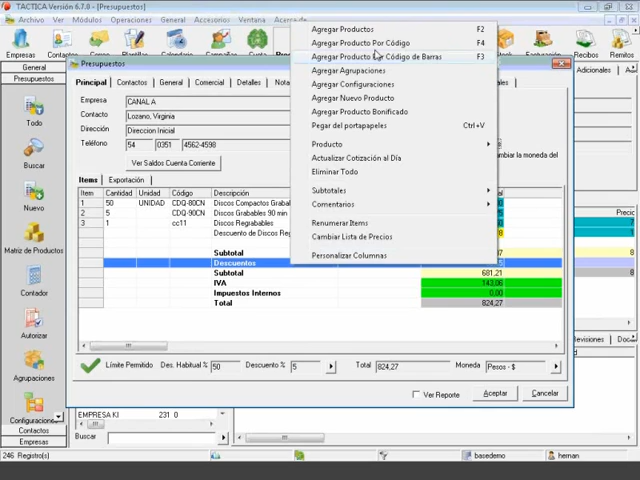 TACTICA Versión 6.7.0 - [Presupuestos]
Archivo Ver Módulos Operaciones General Accesorios Ventana Acerca de
Empresas Contactos
Facturación Recibos Remitos
General
Presupuestos
Todo
Buscar
Nuevo
Matriz de Productos
Contador
Autorizar
Agrupaciones
Configuraciones
Contactos
Empresas
Presupuestos
Principal Contactos General Comercial Detalles
Empresa CANAL A
Contacto Lozano, Virginia
Dirección Direccion Inicial
Teléfono 54 0351 4562-4598
Ver Saldos Cuenta Corriente
Items Exportación
Item Cantidad Unidad Código Descripción
1 50 UNIDAD CDQ-80CN Discos Compactos Grabab
2 5 CDQ-90CN Discos Grabables 90 min
3 1 cc11 Discos Regrabables
Descuento de Discos Reg
Subtotal
Descuentos
Subtotal 681,21
IVA 143,06
Impuestos Internos 0,00
Total 824,27
Agregar Productos F2
Agregar Producto Por Código F4
Agregar Producto Por Código de Barras F3
Agregar Agrupaciones
Agregar Configuraciones
Agregar Nuevo Producto
Agregar Producto Bonificado
Pegar del portapapeles Ctrl+V
Producto
Actualizar Cotización al Día
Eliminar Todo
Subtotales
Comentarios
Renumerar Items
Cambiar Lista de Precios
Personalizar Columnas
mbiar la moneda del
Adicionales
Precio
Límite Permitido Des. Habitual % 50 Descuento % 5 Total 824,27 Moneda Pesos - $
Ver Reporte Aceptar Cancelar
EMPRESA KI 231 0
Buscar
246 Registro(s) basedemo hernan